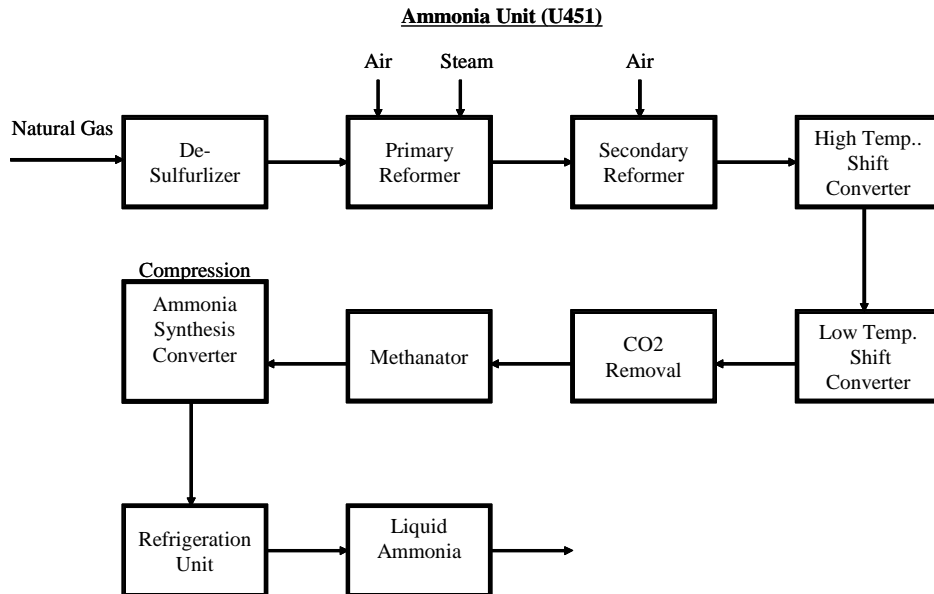 Ammonia Unit (U451)
Air
Steam
Air
Natural Gas
De-
Sulfurlizer
Primary
Reformer
Secondary
Reformer
High Temp..
Shift
Converter
Compression
Ammonia
Synthesis
Converter
Methanator
CO2
Removal
Low Temp.
Shift
Converter
Refrigeration
Unit
Liquid
Ammonia